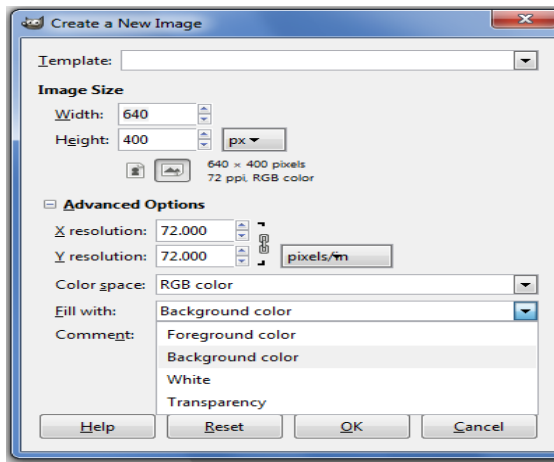 Create a New Image
Template:
Image Size
Width: 640
Height: 400 px
640 × 400 pixels
72 ppi, RGB color
Advanced Options
X resolution: 72.000
Y resolution: 72.000 pixels/in
Color space: RGB color
Fill with: Background color
Comment: Foreground color
Background color
White
Transparency
Help Reset OK Cancel